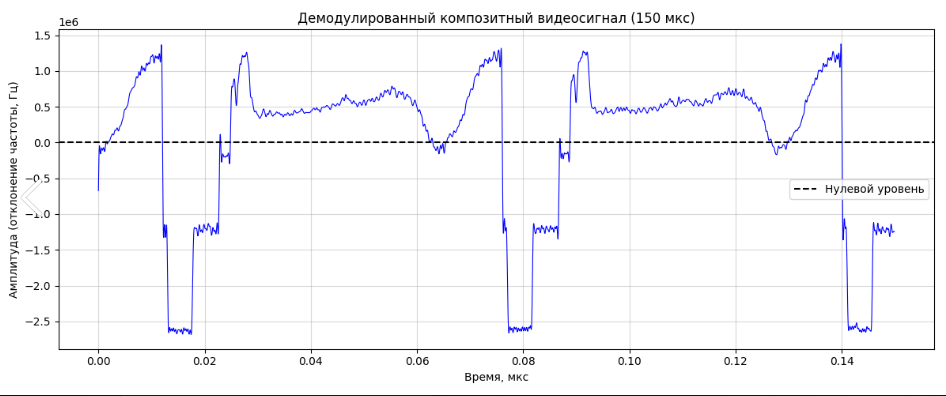 Демодулированный композитный видеосигнал (150 мкс)
1e6
1.5
1.0
0.5
0.0
−0.5
−1.0
−1.5
−2.0
−2.5
Амплитуда (отклонение частоты, Гц)
Нулевой уровень
0.00 0.02 0.04 0.06 0.08 0.10 0.12 0.14
Время, мкс